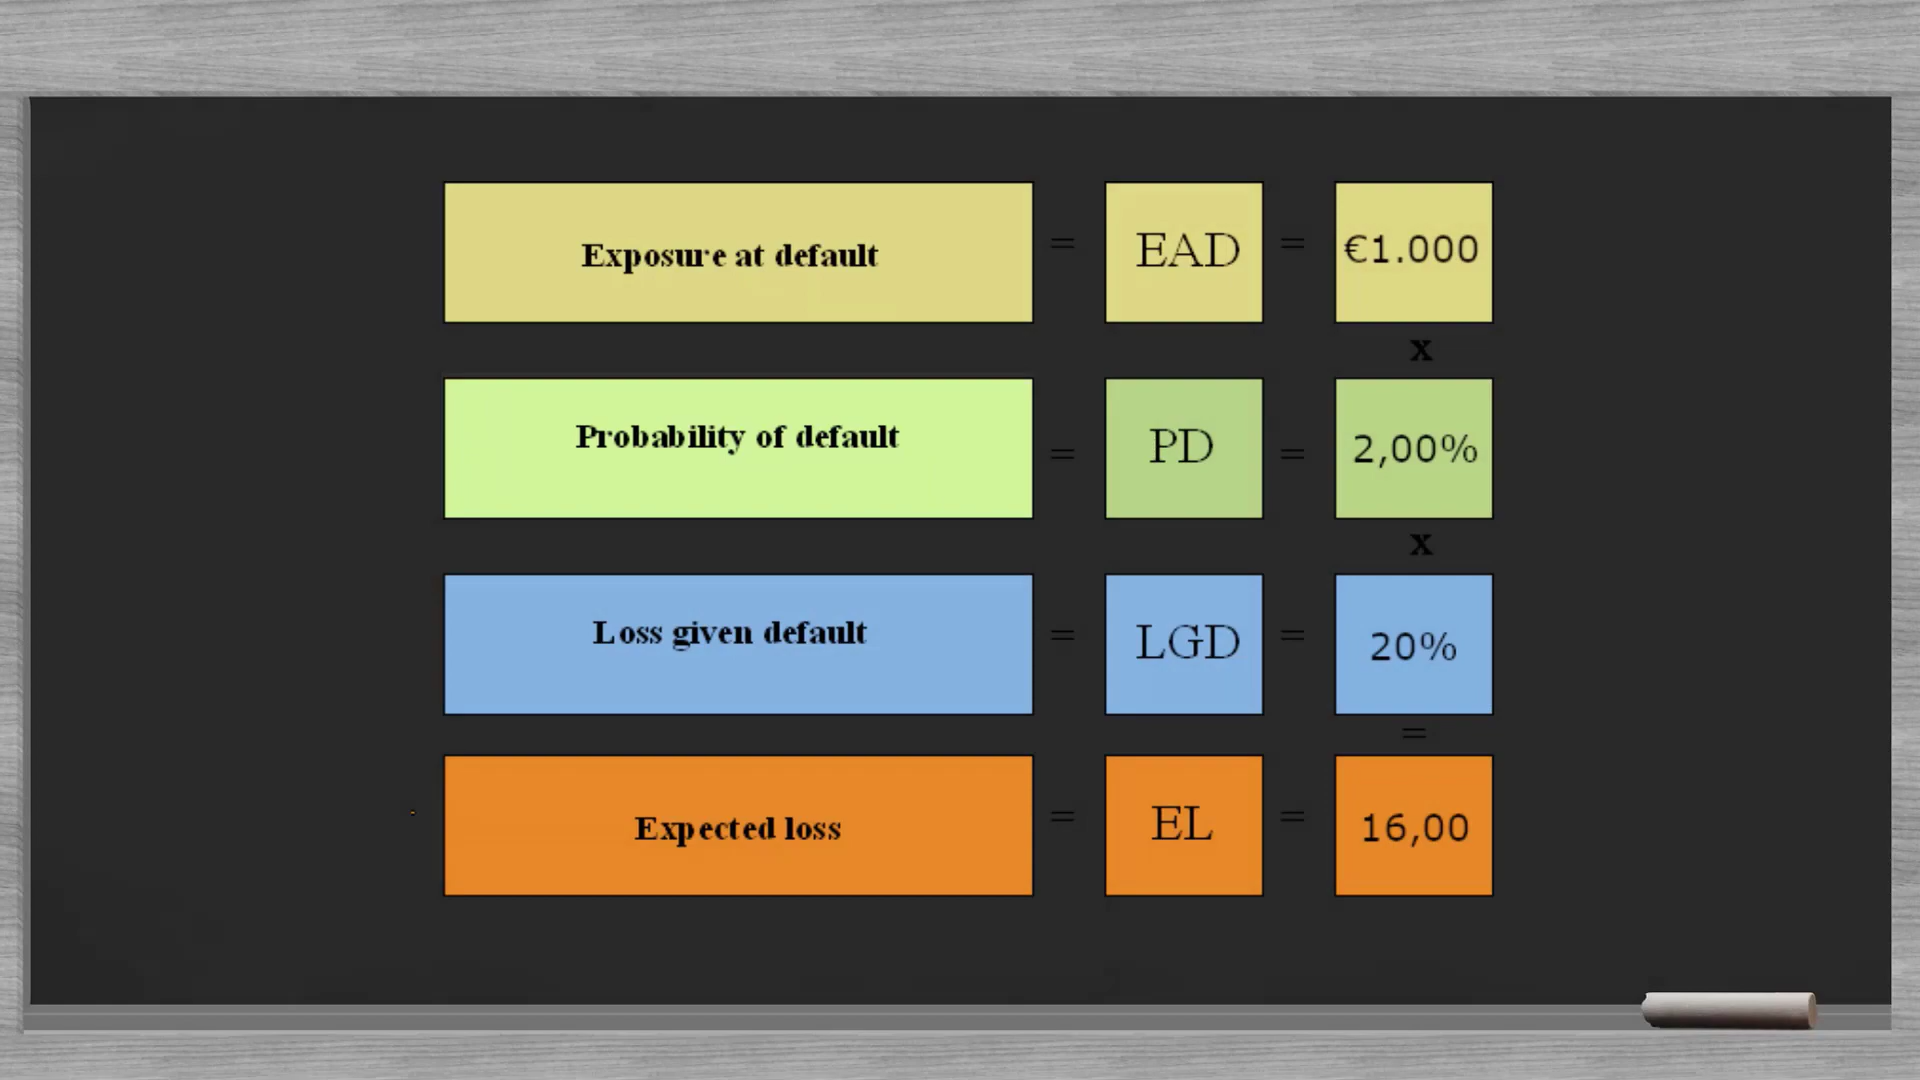 Exposure at default = EAD = €1.000
x
Probability of default = PD = 2,00%
x
Loss given default = LGD = 20%
=
Expected loss = EL = 16,00